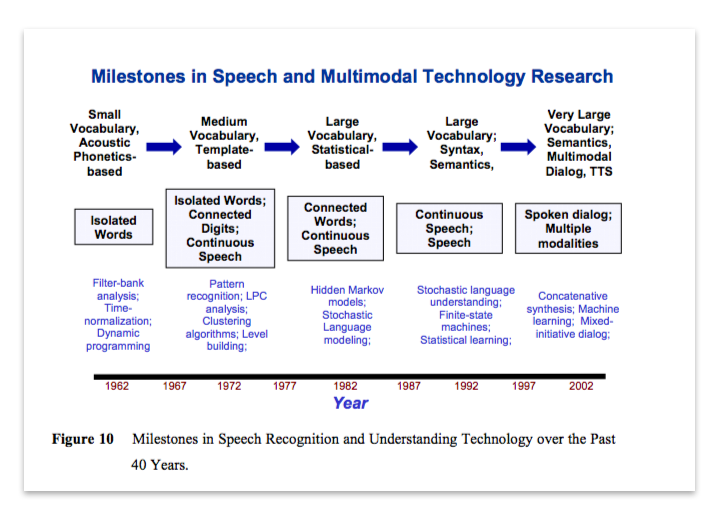 Milestones in Speech and Multimodal Technology Research
Small
Vocabulary,
Acoustic
Phonetics-
based
Medium
Vocabulary,
Template-
based
Large
Vocabulary,
Statistical-
based
Large
Vocabulary;
Syntax,
Semantics,
Very Large
Vocabulary;
Semantics,
Multimodal
Dialog, TTS
Isolated
Words
Isolated Words;
Connected
Digits;
Continuous
Speech
Connected
Words;
Continuous
Speech
Continuous
Speech;
Speech
Spoken dialog;
Multiple
modalities
Filter-bank
analysis;
Time-
normalization;
Dynamic
programming
Pattern
recognition; LPC
analysis;
Clustering
algorithms; Level
building;
Hidden Markov
models;
Stochastic
Language
modeling;
Stochastic language
understanding;
Finite-state
machines;
Statistical learning;
Concatenative
synthesis; Machine
learning; Mixed-
initiative dialog;
1962 1967 1972 1977 1982 1987 1992 1997 2002
Year
Figure 10 Milestones in Speech Recognition and Understanding Technology over the Past
40 Years.